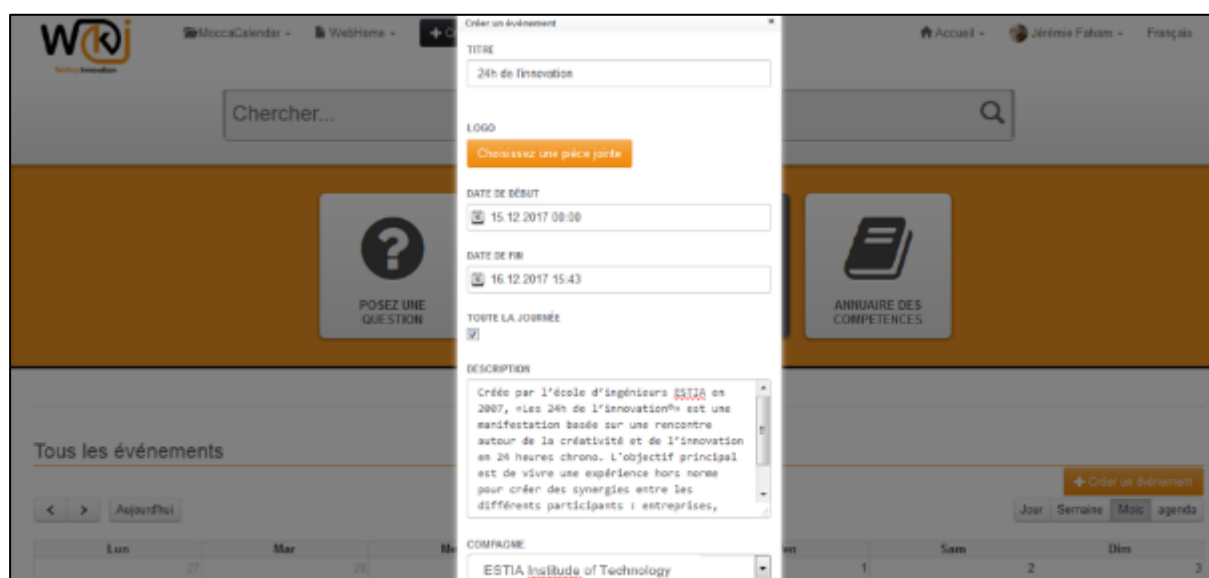 WKi
MoccaCalendar
WebHome
Créer un événement
Accueil
Jérémie Faham
Français
TITRE
24h de l'innovation
Chercher...
LOGO
Choisissez une pièce jointe
DATE DE DÉBUT
15.12.2017 00:00
DATE DE FIN
16.12.2017 15:43
POSEZ UNE
QUESTION
ANNUAIRE DES
COMPETENCES
TOUTE LA JOURNÉE
DESCRIPTION
Créée par l'école d'ingénieurs ESTIA en
2007, «Les 24h de l'innovation®» est une
manifestation basée sur une rencontre
autour de la créativité et de l'innovation
en 24 heures chrono. L'objectif principal
est de vivre une expérience hors norme
pour créer des synergies entre les
différents participants : entreprises,
Tous les événements
+ Créer un événement
< > Aujourd'hui
Jour Semaine Mois agenda
COMPAGNIE
ESTIA Institude of Technology
Lun Mar Me en Sam Dim
27 28 1 2 3